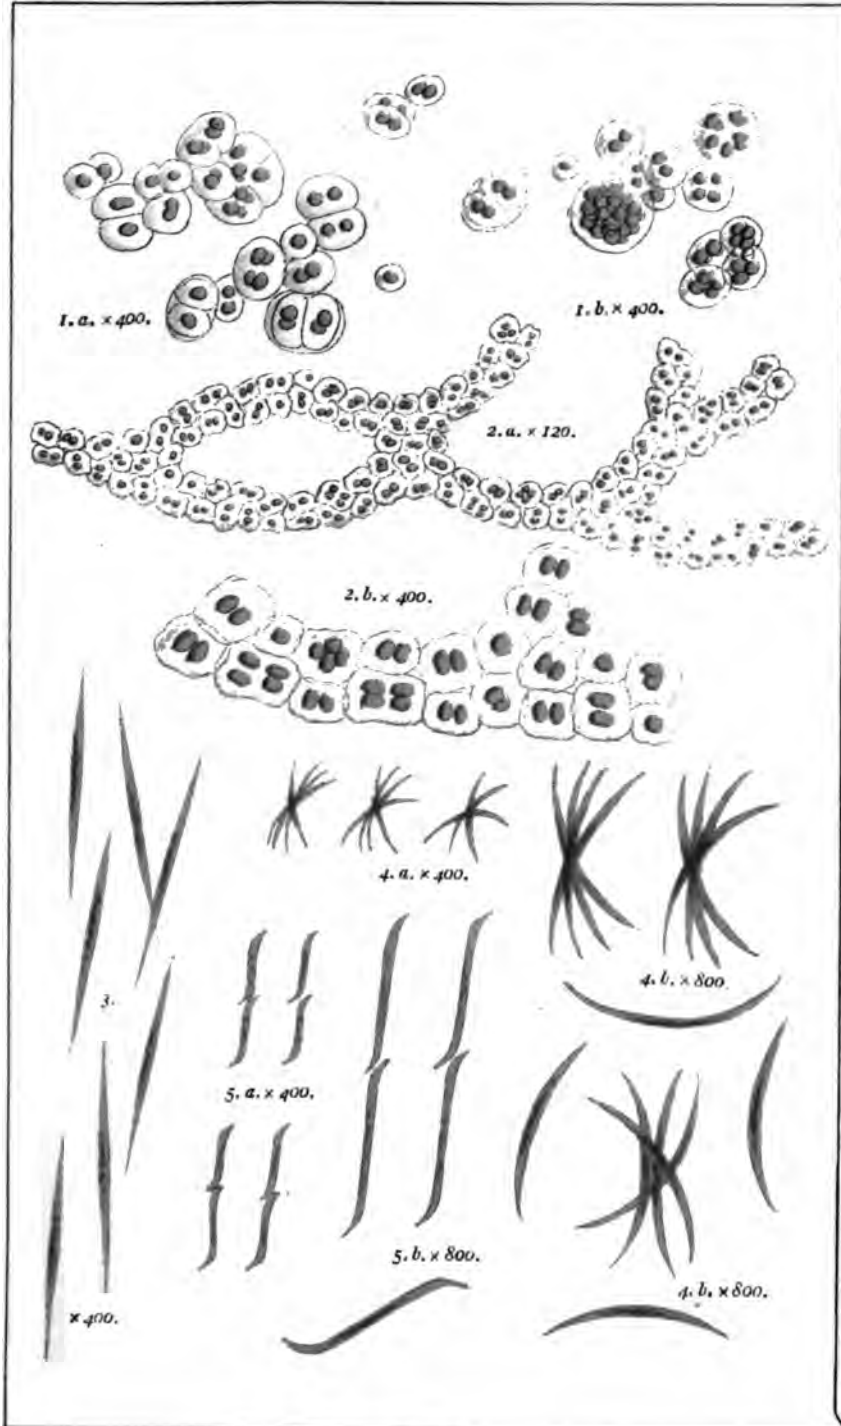 1. a. × 400.
1. b. × 400.
2. a. × 120.
2. b. × 400.
4. a. × 400.
4. b. × 800.
3.
5. a. × 400.
5. b. × 800.
4. b. × 800.
× 400.